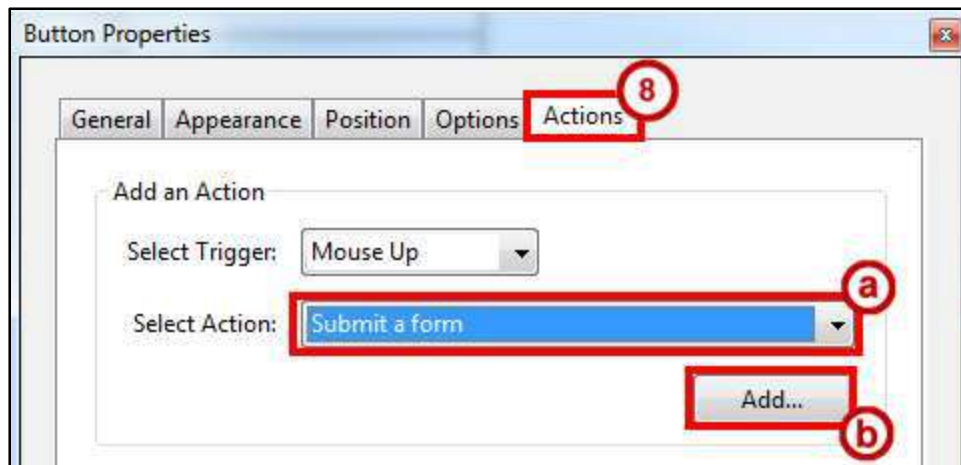 Button Properties
8
General Appearance Position Options Actions
Add an Action
Select Trigger: Mouse Up
a
Select Action: Submit a form
Add...
b